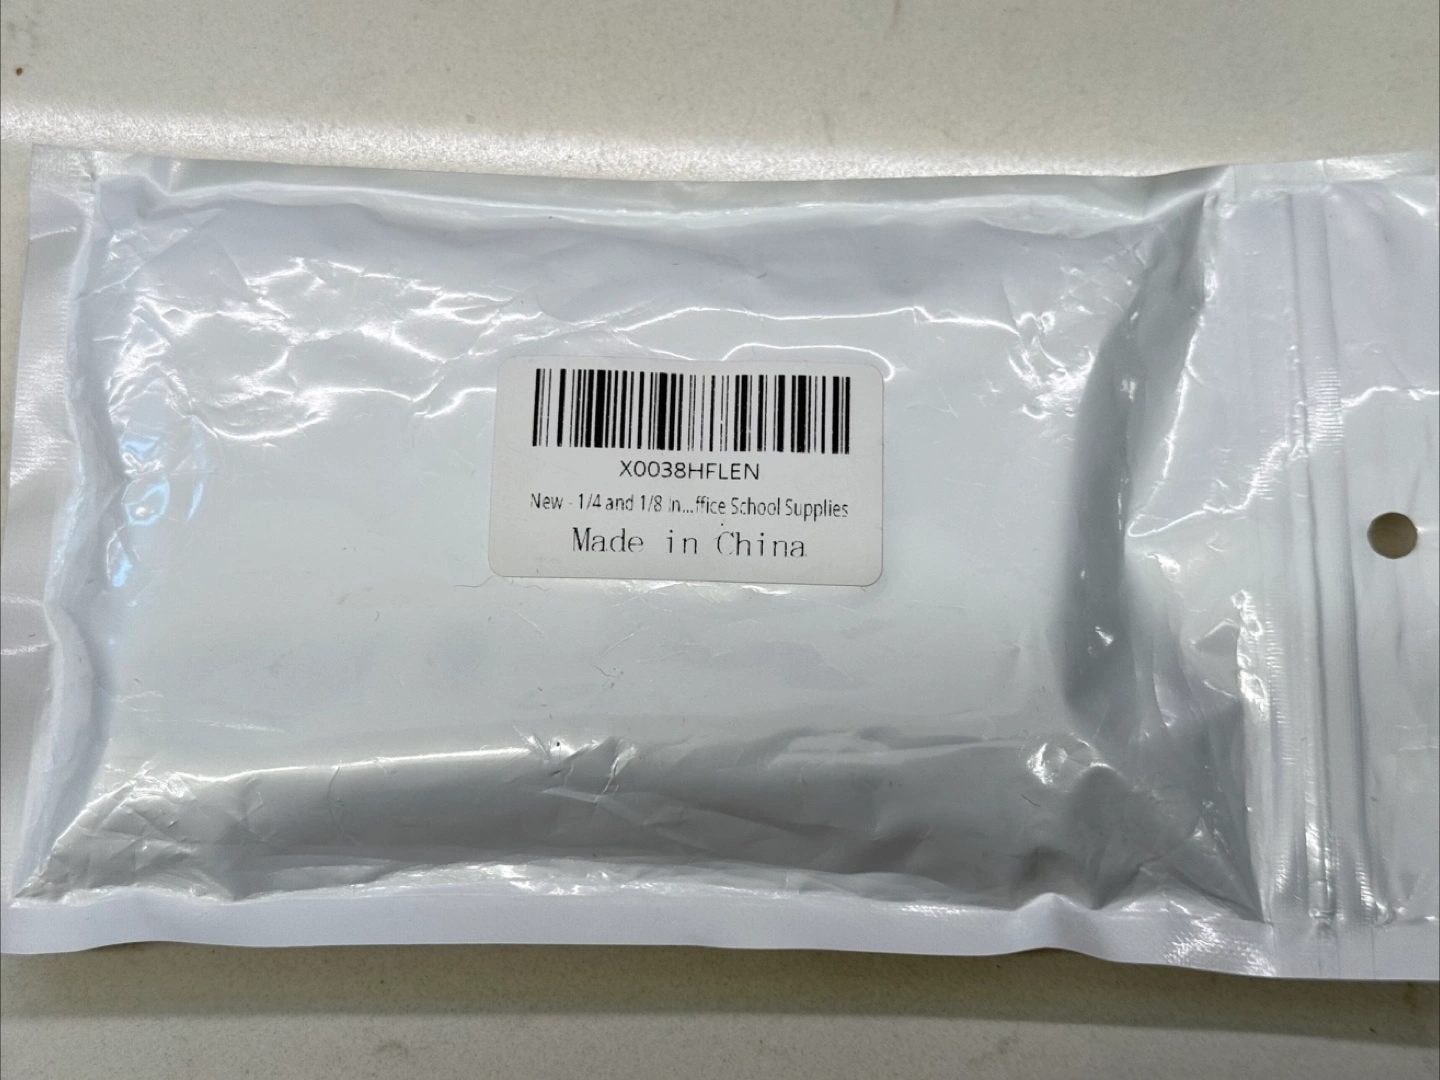 X0038HFLEN
New - 1/4 and 1/8 In...ffice School Supplies
Made in China